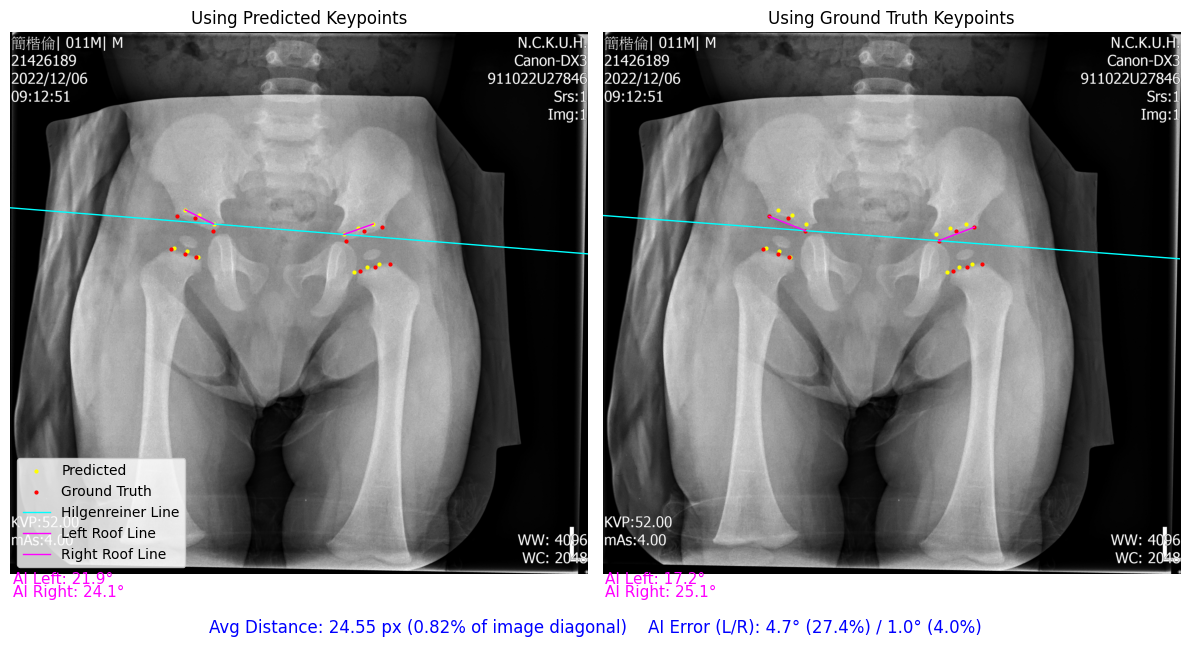 Using Predicted Keypoints
簡楷倫| 011M| M
21426189
2022/12/06
09:12:51
N.C.K.U.H.
Canon-DX3
911022U27846
Srs:1
Img:1
Predicted
Ground Truth
Hilgenreiner Line
Left Roof Line
Right Roof Line
KVP:52.00
mAs:4.00
WW: 4096
WC: 2048
AI Left: 21.9°
AI Right: 24.1°
Using Ground Truth Keypoints
簡楷倫| 011M| M
21426189
2022/12/06
09:12:51
N.C.K.U.H.
Canon-DX3
911022U27846
Srs:1
Img:1
KVP:52.00
mAs:4.00
WW: 4096
WC: 2048
AI Left: 17.2°
AI Right: 25.1°
Avg Distance: 24.55 px (0.82% of image diagonal)    AI Error (L/R): 4.7° (27.4%) / 1.0° (4.0%)